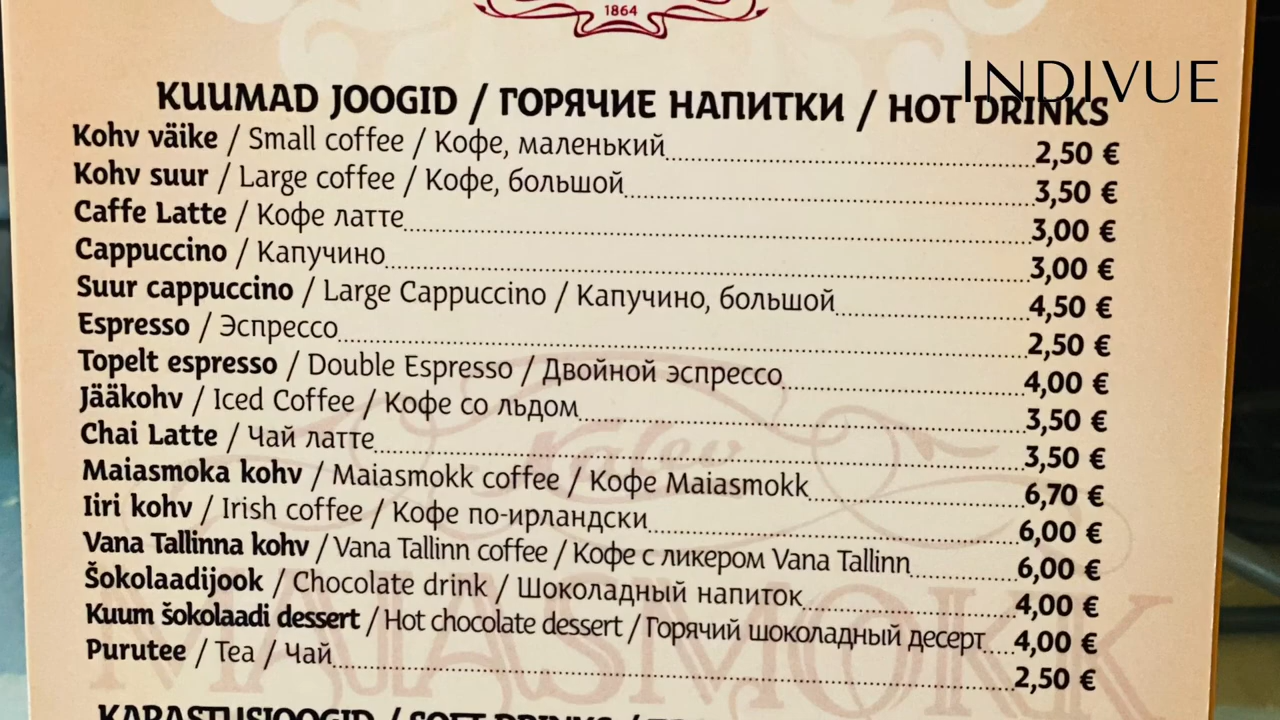 1864
INDIVUE
KUUMAD JOOGID / ГОРЯЧИЕ НАПИТКИ / HOT DRINKS
Kohv väike / Small coffee / Кофе, маленький 2,50 €
Kohv suur / Large coffee / Кофе, большой 3,50 €
Caffe Latte / Кофе латте 3,00 €
Cappuccino / Капучино 3,00 €
Suur cappuccino / Large Cappuccino / Капучино, большой 4,50 €
Espresso / Эспрессо 2,50 €
Topelt espresso / Double Espresso / Двойной эспрессо 4,00 €
Jääkohv / Iced Coffee / Кофе со льдом 3,50 €
Chai Latte / Чай латте 3,50 €
Maiasmoka kohv / Maiasmokk coffee / Кофе Maiasmokk 6,70 €
Iiri kohv / Irish coffee / Кофе по-ирландски 6,00 €
Vana Tallinna kohv / Vana Tallinn coffee / Кофе с ликером Vana Tallinn 6,00 €
Šokolaadijook / Chocolate drink / Шоколадный напиток 4,00 €
Kuum šokolaadi dessert / Hot chocolate dessert / Горячий шоколадный десерт 4,00 €
Purutee / Tea / Чай 2,50 €
Kalev
MAIASMOKK
KARASTUSJOOGID / SOFT DRINKS /